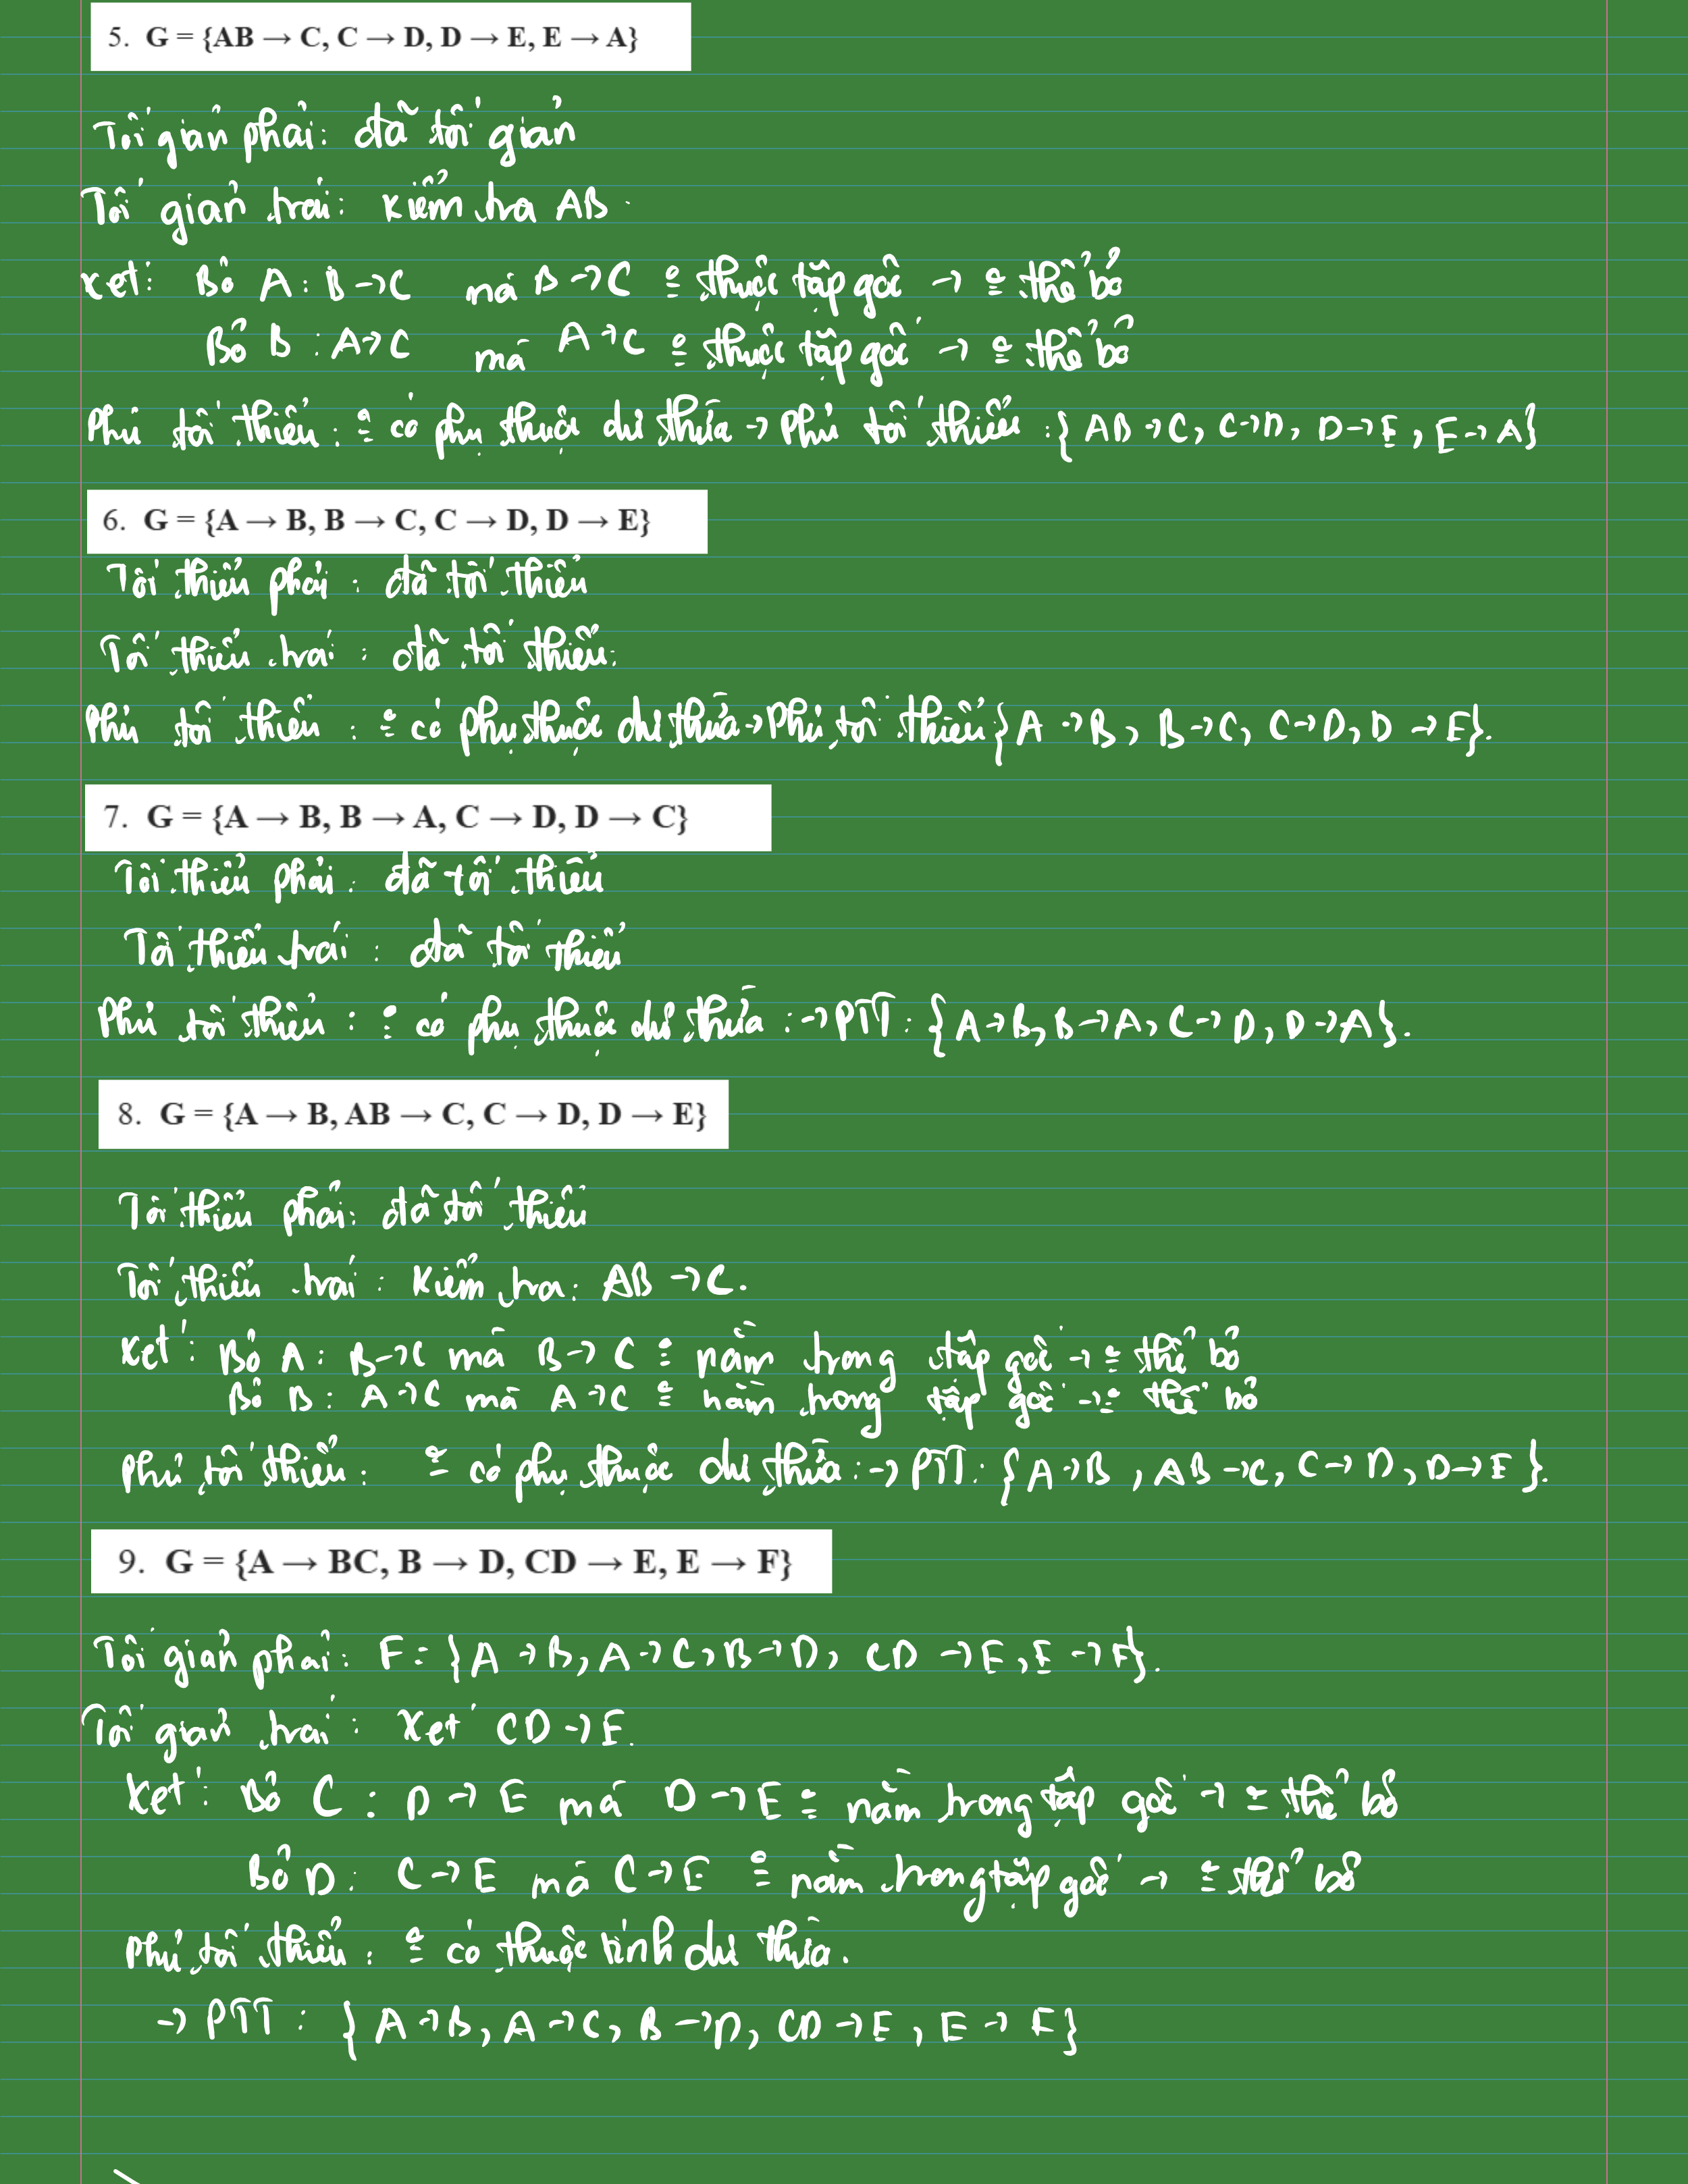 5. G = {AB → C, C → D, D → E, E → A}
Tối giản phải: đã tối giản
Tối giản trái: kiểm tra AB.
Xét: Bỏ A: B → C mà B → C ≗ thuộc tập gốc → ≗ thể bỏ
Bỏ B: A → C mà A → C ≗ thuộc tập gốc → ≗ thể bỏ
Phủ tối thiểu: ≗ có phụ thuộc dư thừa → Phủ tối thiểu: { AB → C, C → D, D → E, E → A}
6. G = {A → B, B → C, C → D, D → E}
Tối thiểu phải: đã tối thiểu
Tối thiểu trái: đã tối thiểu.
Phủ tối thiểu: ≗ có phụ thuộc dư thừa → Phủ tối thiểu { A → B, B → C, C → D, D → E}.
7. G = {A → B, B → A, C → D, D → C}
Tối thiểu phải: đã tối thiểu
Tối thiểu trái: đã tối thiểu
Phủ tối thiểu: ≗ có phụ thuộc dư thừa: → PTT: { A → B, B → A, C → D, D → A}.
8. G = {A → B, AB → C, C → D, D → E}
Tối thiểu phải: đã tối thiểu
Tối thiểu trái: Kiểm tra: AB → C.
Xét: Bỏ A: B → C mà B → C ≗ nằm trong tập gốc → ≗ thể bỏ
Bỏ B: A → C mà A → C ≗ nằm trong tập gốc → ≗ thể bỏ
Phủ tối thiểu: ≗ có phụ thuộc dư thừa: → PTT: { A → B, AB → C, C → D, D → E}.
9. G = {A → BC, B → D, CD → E, E → F}
Tối giản phải: F = { A → B, A → C, B → D, CD → E, E → F}.
Tối giản trái: Xét CD → E.
Xét: Bỏ C: D → E mà D → E ≗ nằm trong tập gốc → ≗ thể bỏ
Bỏ D: C → E mà C → E ≗ nằm trong tập gốc → ≗ thể bỏ
Phủ tối thiểu: ≗ có thuộc tính dư thừa.
→ PTT: { A → B, A → C, B → D, CD → E, E → F}